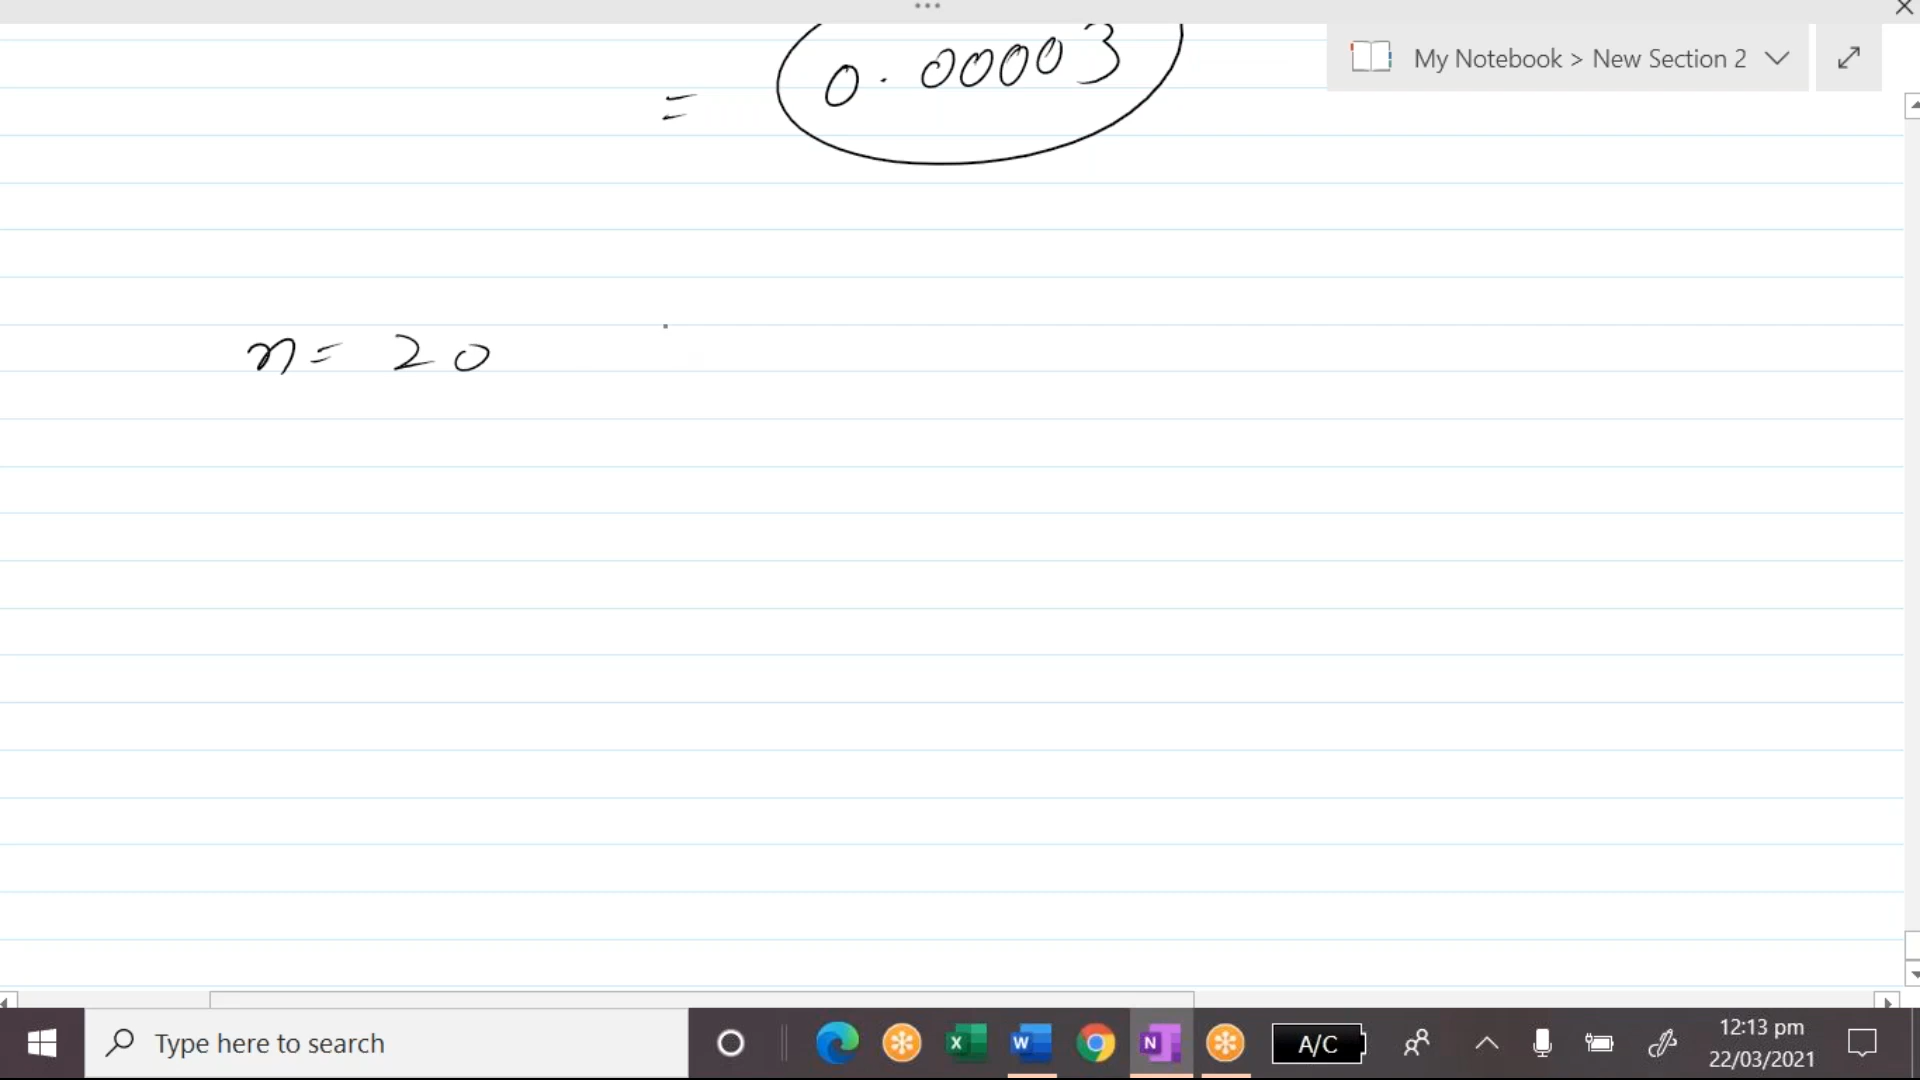 = 0.00003
My Notebook > New Section 2
n = 20
Type here to search
A/C
12:13 pm
22/03/2021